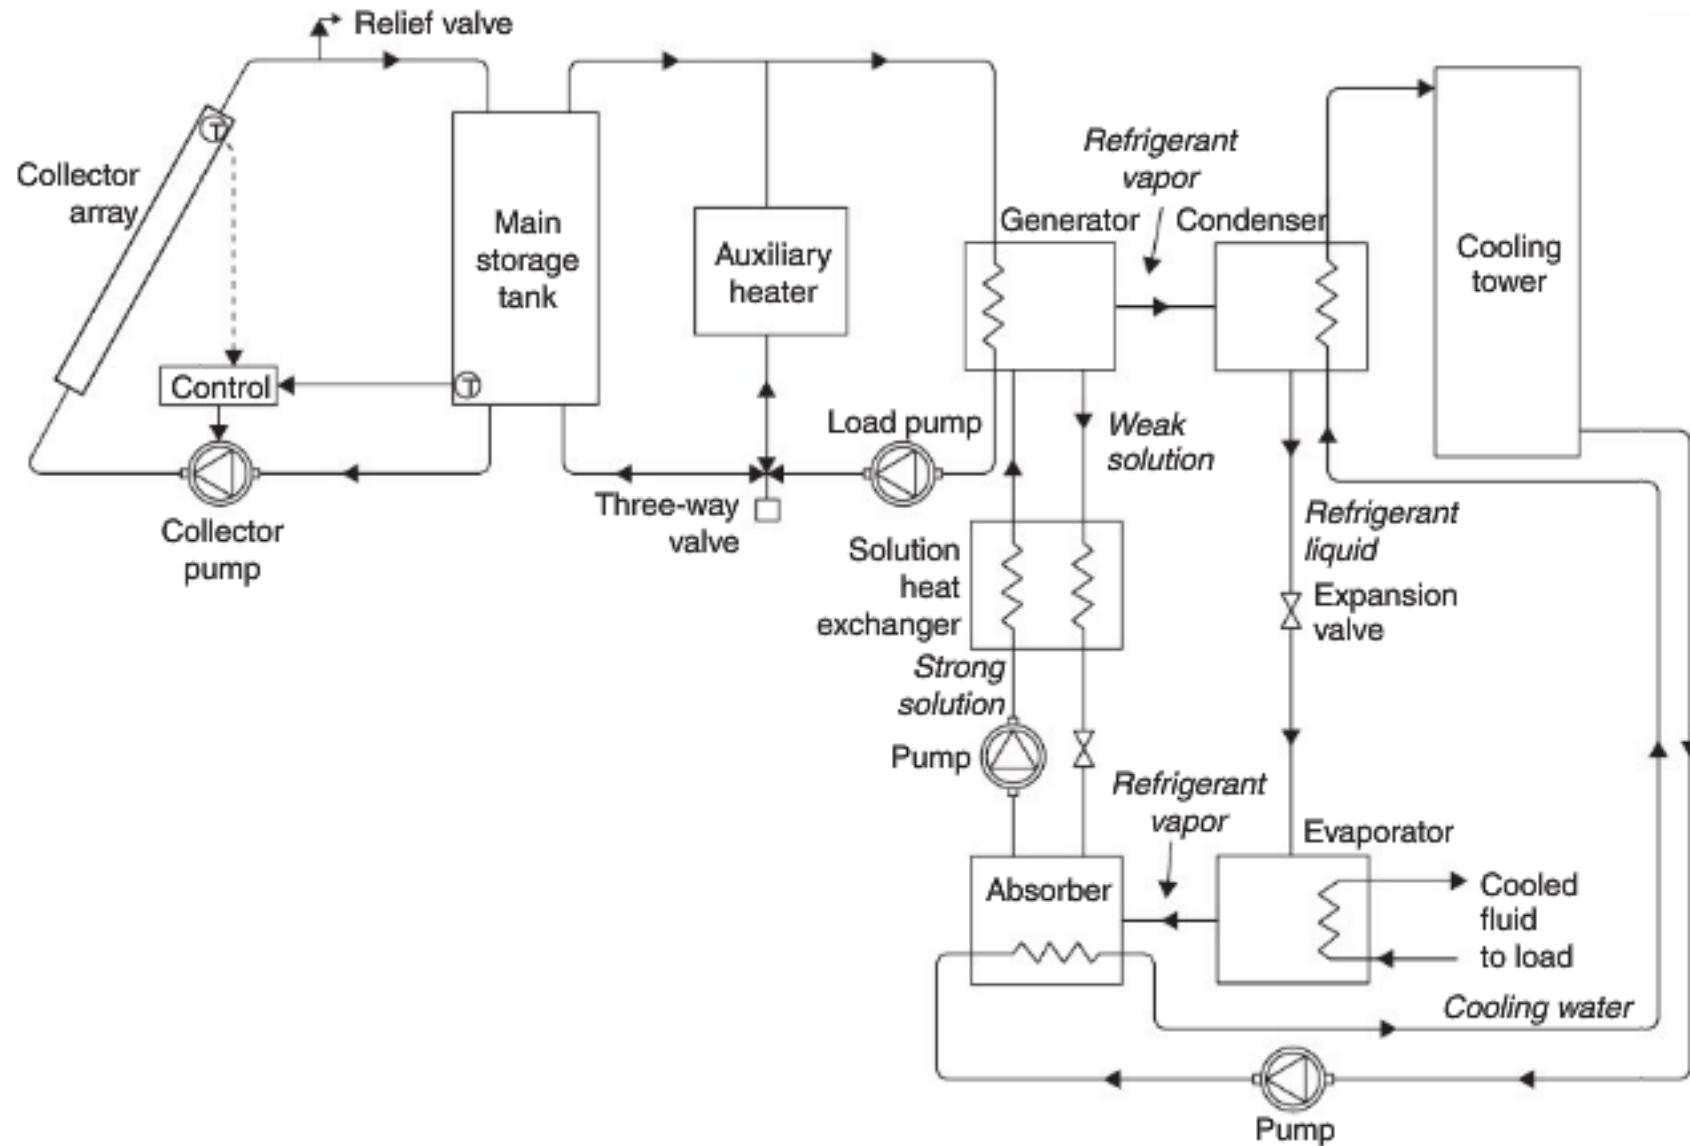 Relief valve
T
Collector
array
Main
storage
tank
Auxiliary
heater
Refrigerant
vapor
Generator
Condenser
Cooling
tower
Control
T
Load pump
Weak
solution
Three-way
valve
Collector
pump
Solution
heat
exchanger
Refrigerant
liquid
Expansion
valve
Strong
solution
Pump
Refrigerant
vapor
Evaporator
Absorber
Cooled
fluid
to load
Cooling water
Pump